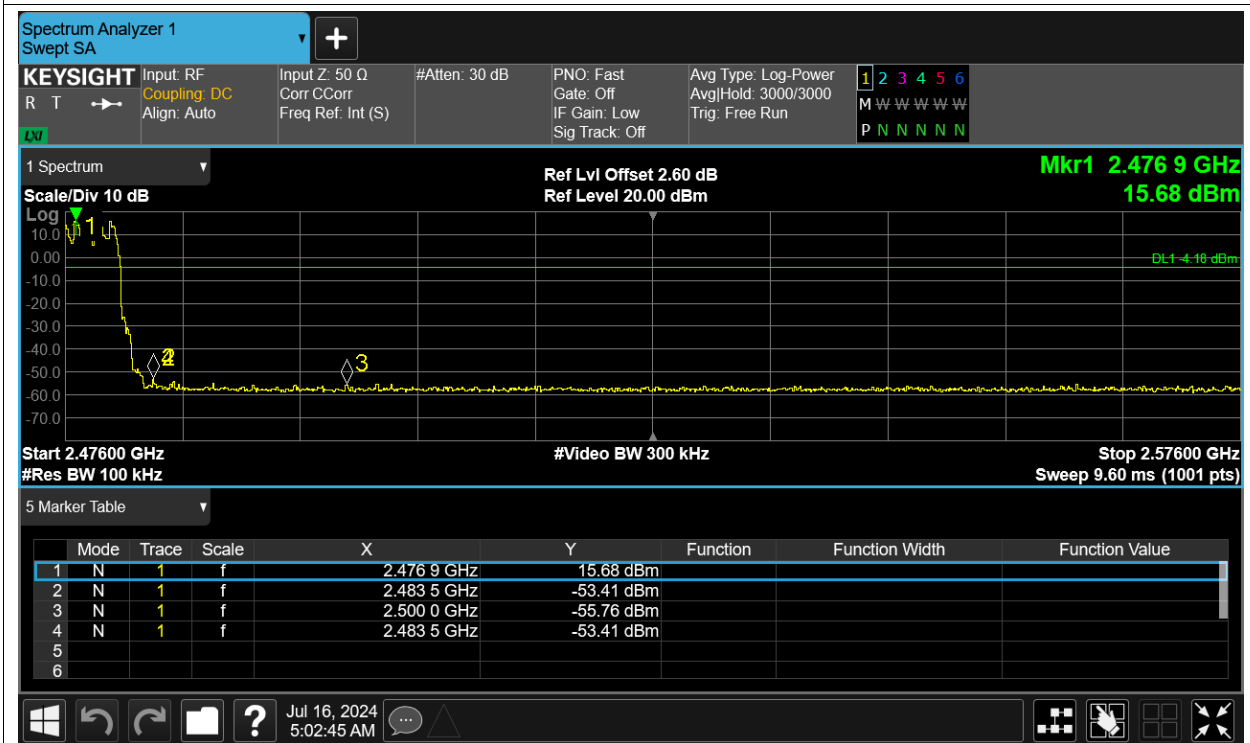 Spectrum Analyzer 1
Swept SA
KEYSIGHT
R T
LXI
Input: RF
Coupling: DC
Align: Auto
Input Z: 50 Ω
Corr CCorr
Freq Ref: Int (S)
#Atten: 30 dB
PNO: Fast
Gate: Off
IF Gain: Low
Sig Track: Off
Avg Type: Log-Power
Avg|Hold: 3000/3000
Trig: Free Run
1 2 3 4 5 6
M W W W W W
P N N N N N
1 Spectrum
Scale/Div 10 dB
Ref Lvl Offset 2.60 dB
Ref Level 20.00 dBm
Mkr1 2.476 9 GHz
15.68 dBm
Log
10.0
0.00
-10.0
-20.0
-30.0
-40.0
-50.0
-60.0
-70.0
1
3
DL1 -4.18 dBm
Start 2.47600 GHz
#Res BW 100 kHz
#Video BW 300 kHz
Stop 2.57600 GHz
Sweep 9.60 ms (1001 pts)
5 Marker Table
Mode Trace Scale X Y Function Function Width Function Value
1 N 1 f 2.476 9 GHz 15.68 dBm
2 N 1 f 2.483 5 GHz -53.41 dBm
3 N 1 f 2.500 0 GHz -55.76 dBm
4 N 1 f 2.483 5 GHz -53.41 dBm
5
6
?
Jul 16, 2024
5:02:45 AM